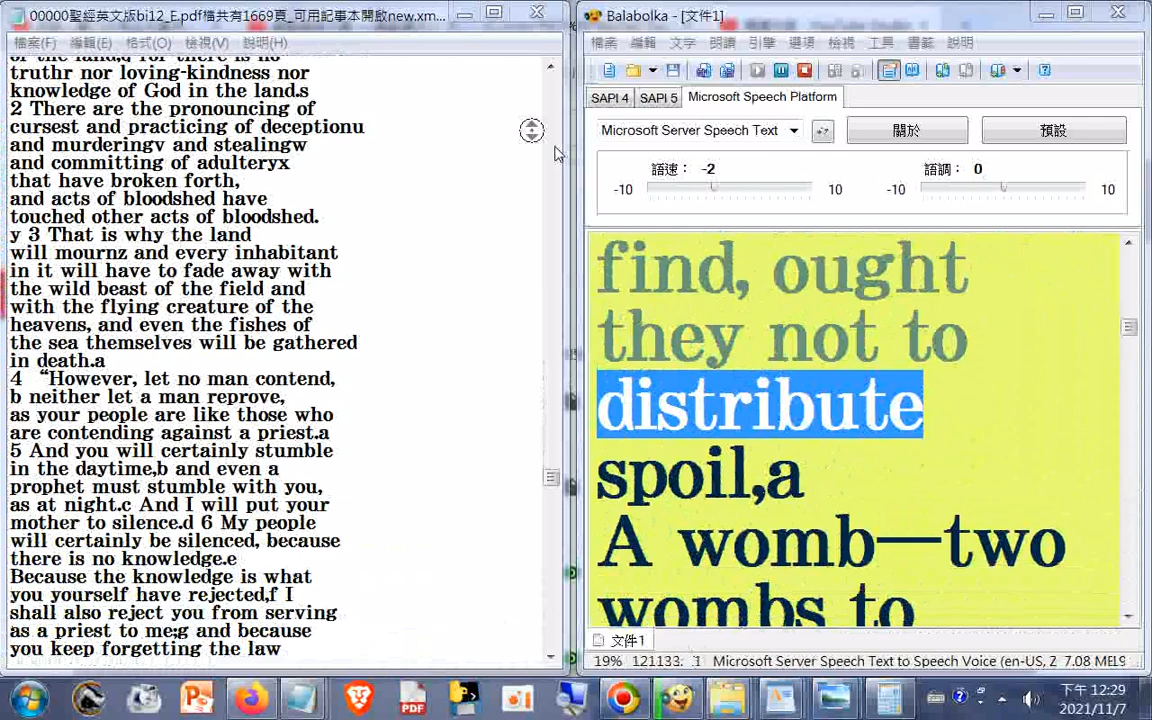 00000聖經英文版bi12_E.pdf檔共有1669頁_可用記事本開啟new.xm...
檔案(F) 編輯(E) 格式(O) 檢視(V) 說明(H)
of the land,q for there is no
truthr nor loving-kindness nor
knowledge of God in the land.s
2 There are the pronouncing of
cursest and practicing of deceptionu
and murderingv and stealingw
and committing of adulteryx
that have broken forth,
and acts of bloodshed have
touched other acts of bloodshed.
y 3 That is why the land
will mournz and every inhabitant
in it will have to fade away with
the wild beast of the field and
with the flying creature of the
heavens, and even the fishes of
the sea themselves will be gathered
in death.a
4 “However, let no man contend,
b neither let a man reprove,
as your people are like those who
are contending against a priest.a
5 And you will certainly stumble
in the daytime,b and even a
prophet must stumble with you,
as at night.c And I will put your
mother to silence.d 6 My people
will certainly be silenced, because
there is no knowledge.e
Because the knowledge is what
you yourself have rejected,f I
shall also reject you from serving
as a priest to me;g and because
you keep forgetting the law
Balabolka - [文件1]
檔案 編輯 文字 朗讀 引擎 選項 檢視 工具 書籤 說明
SAPI 4 SAPI 5 Microsoft Speech Platform
Microsoft Server Speech Text 關於 預設
語速： -2 語調： 0
-10 10 -10 10
find, ought
they not to
distribute
spoil,a
A womb—two
wombs to
文件1
19% 121133: Microsoft Server Speech Text to Speech Voice (en-US, 7.08
PDF
下午 12:29
2021/11/7